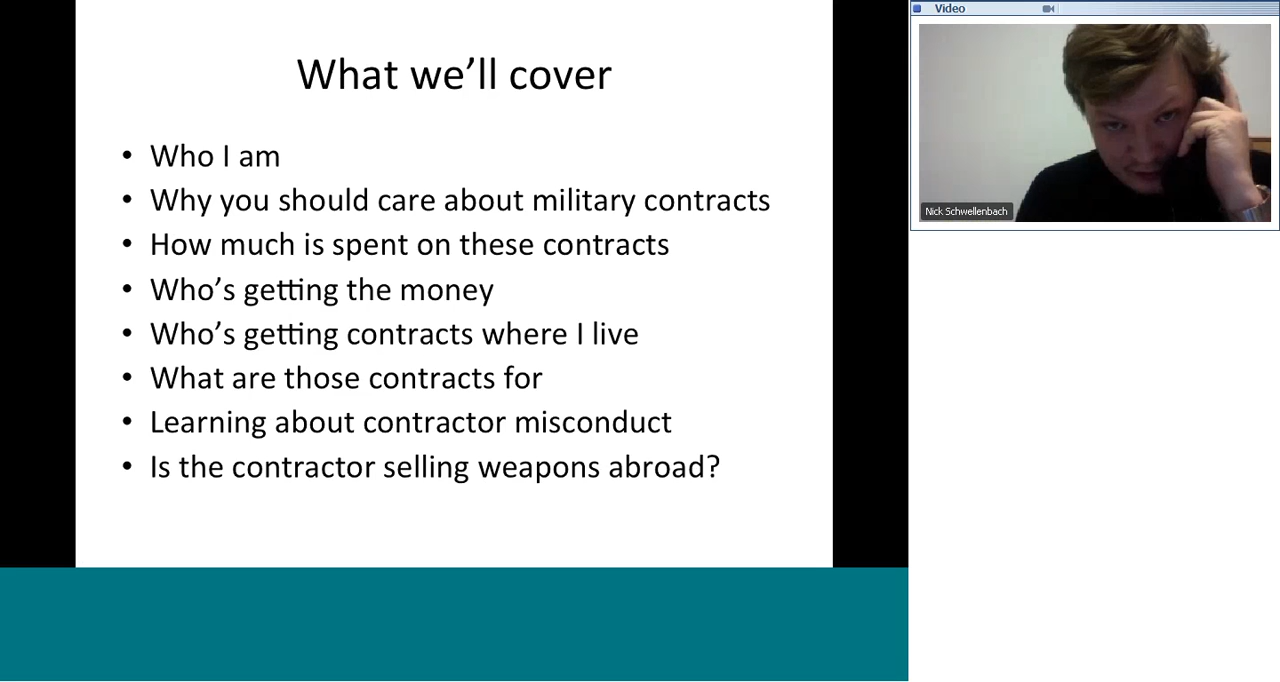 What we’ll cover
• Who I am
• Why you should care about military contracts
• How much is spent on these contracts
• Who’s getting the money
• Who’s getting contracts where I live
• What are those contracts for
• Learning about contractor misconduct
• Is the contractor selling weapons abroad?
Video
Nick Schwellenbach